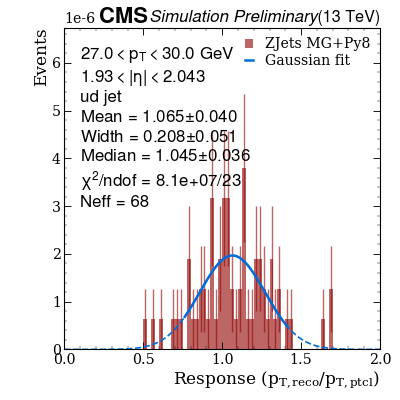 1e-6 CMS Simulation Preliminary (13 TeV)
Events
27.0 < p_T < 30.0 GeV
1.93 < |η| < 2.043
ud jet
Mean = 1.065±0.040
Width = 0.208±0.051
Median = 1.045±0.036
χ²/ndof = 8.1e+07/23
Neff = 68
ZJets MG+Py8
Gaussian fit
6
5
4
3
2
1
0
0.0 0.5 1.0 1.5 2.0
Response (p_T,reco/p_T,ptcl)